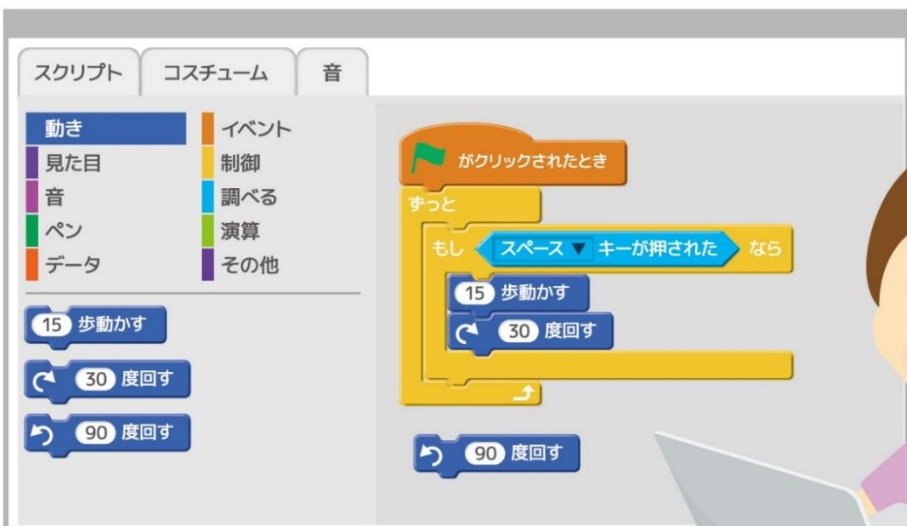 スクリプト コスチューム 音
動き イベント
見た目 制御
音 調べる
ペン 演算
データ その他
15 歩動かす
30 度回す
90 度回す
がクリックされたとき
ずっと
もし スペース ▼ キーが押された なら
15 歩動かす
30 度回す
90 度回す